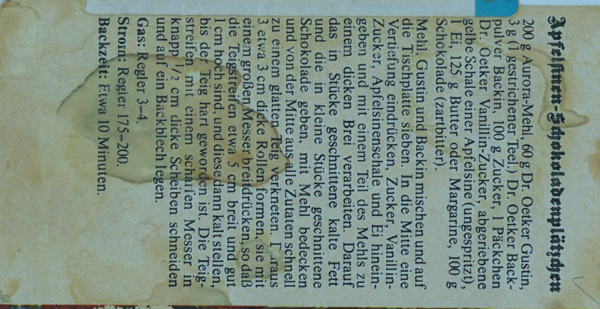 Apfelsinen-Schokoladenplätzchen
200 g Aurora-Mehl, 60 g Dr. Oetker Gustin,
3 g (1 gestrichener Teel.) Dr. Oetker Back-
pulver Backin, 100 g Zucker, 1 Päckchen
Dr. Oetker Vanillin-Zucker, abgeriebene
gelbe Schale einer Apfelsine (ungespritzt),
1 Ei, 125 g Butter oder Margarine, 100 g
Schokolade (zartbitter).
Mehl, Gustin und Backin mischen und auf
die Tischplatte sieben. In die Mitte eine
Vertiefung eindrücken, Zucker, Vanillin-
Zucker, Apfelsinenschale und Ei hinein-
geben und mit einem Teil des Mehls zu
einem dicken Brei verarbeiten. Darauf
das in Stücke geschnittene kalte Fett
und die in kleine Stücke geschnittene
Schokolade geben, mit Mehl bedecken
und von der Mitte aus alle Zutaten schnell
zu einem glatten Teig verkneten. Daraus
3 etwa 3 cm dicke Rollen formen, sie mit
einem großen Messer breitdrücken, so daß
die Teigstreifen etwa 5 cm breit und gut
1 cm hoch sind, und diese dann kalt stellen,
bis der Teig hart geworden ist. Die Teig-
streifen mit einem scharfen Messer in
knapp 1/2 cm dicke Scheiben schneiden
und auf ein Backblech legen.
Gas: Regler 3-4.
Strom: Regler 175-200.
Backzeit: Etwa 10 Minuten.